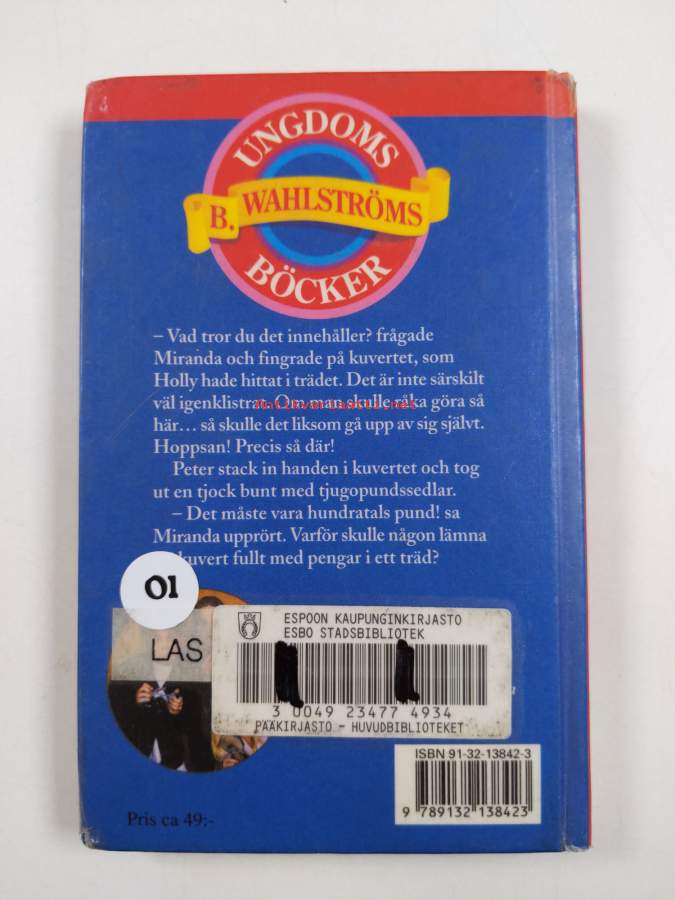 UNGDOMS
B. WAHLSTRÖMS
BÖCKER
– Vad tror du det innehåller? frågade
Miranda och fingrade på kuvertet, som
Holly hade hittat i trädet. Det är inte särskilt
väl igenklistrat. Om man skulle råka göra så
här... så skulle det liksom gå upp av sig självt.
Hoppsan! Precis så där!
Peter stack in handen i kuvertet och tog
ut en tjock bunt med tjugopundssedlar.
– Det måste vara hundratals pund! sa
Miranda upprört. Varför skulle någon lämna
kuvert fullt med pengar i ett träd?
01
LAS
ESPOON KAUPUNGINKIRJASTO
ESBO STADSBIBLIOTEK
3 0049 23477 4934
PÄÄKIRJASTO - HUVUDBIBLIOTEKET
ISBN 91-32-13842-3
9 789132 138423
Pris ca 49:-